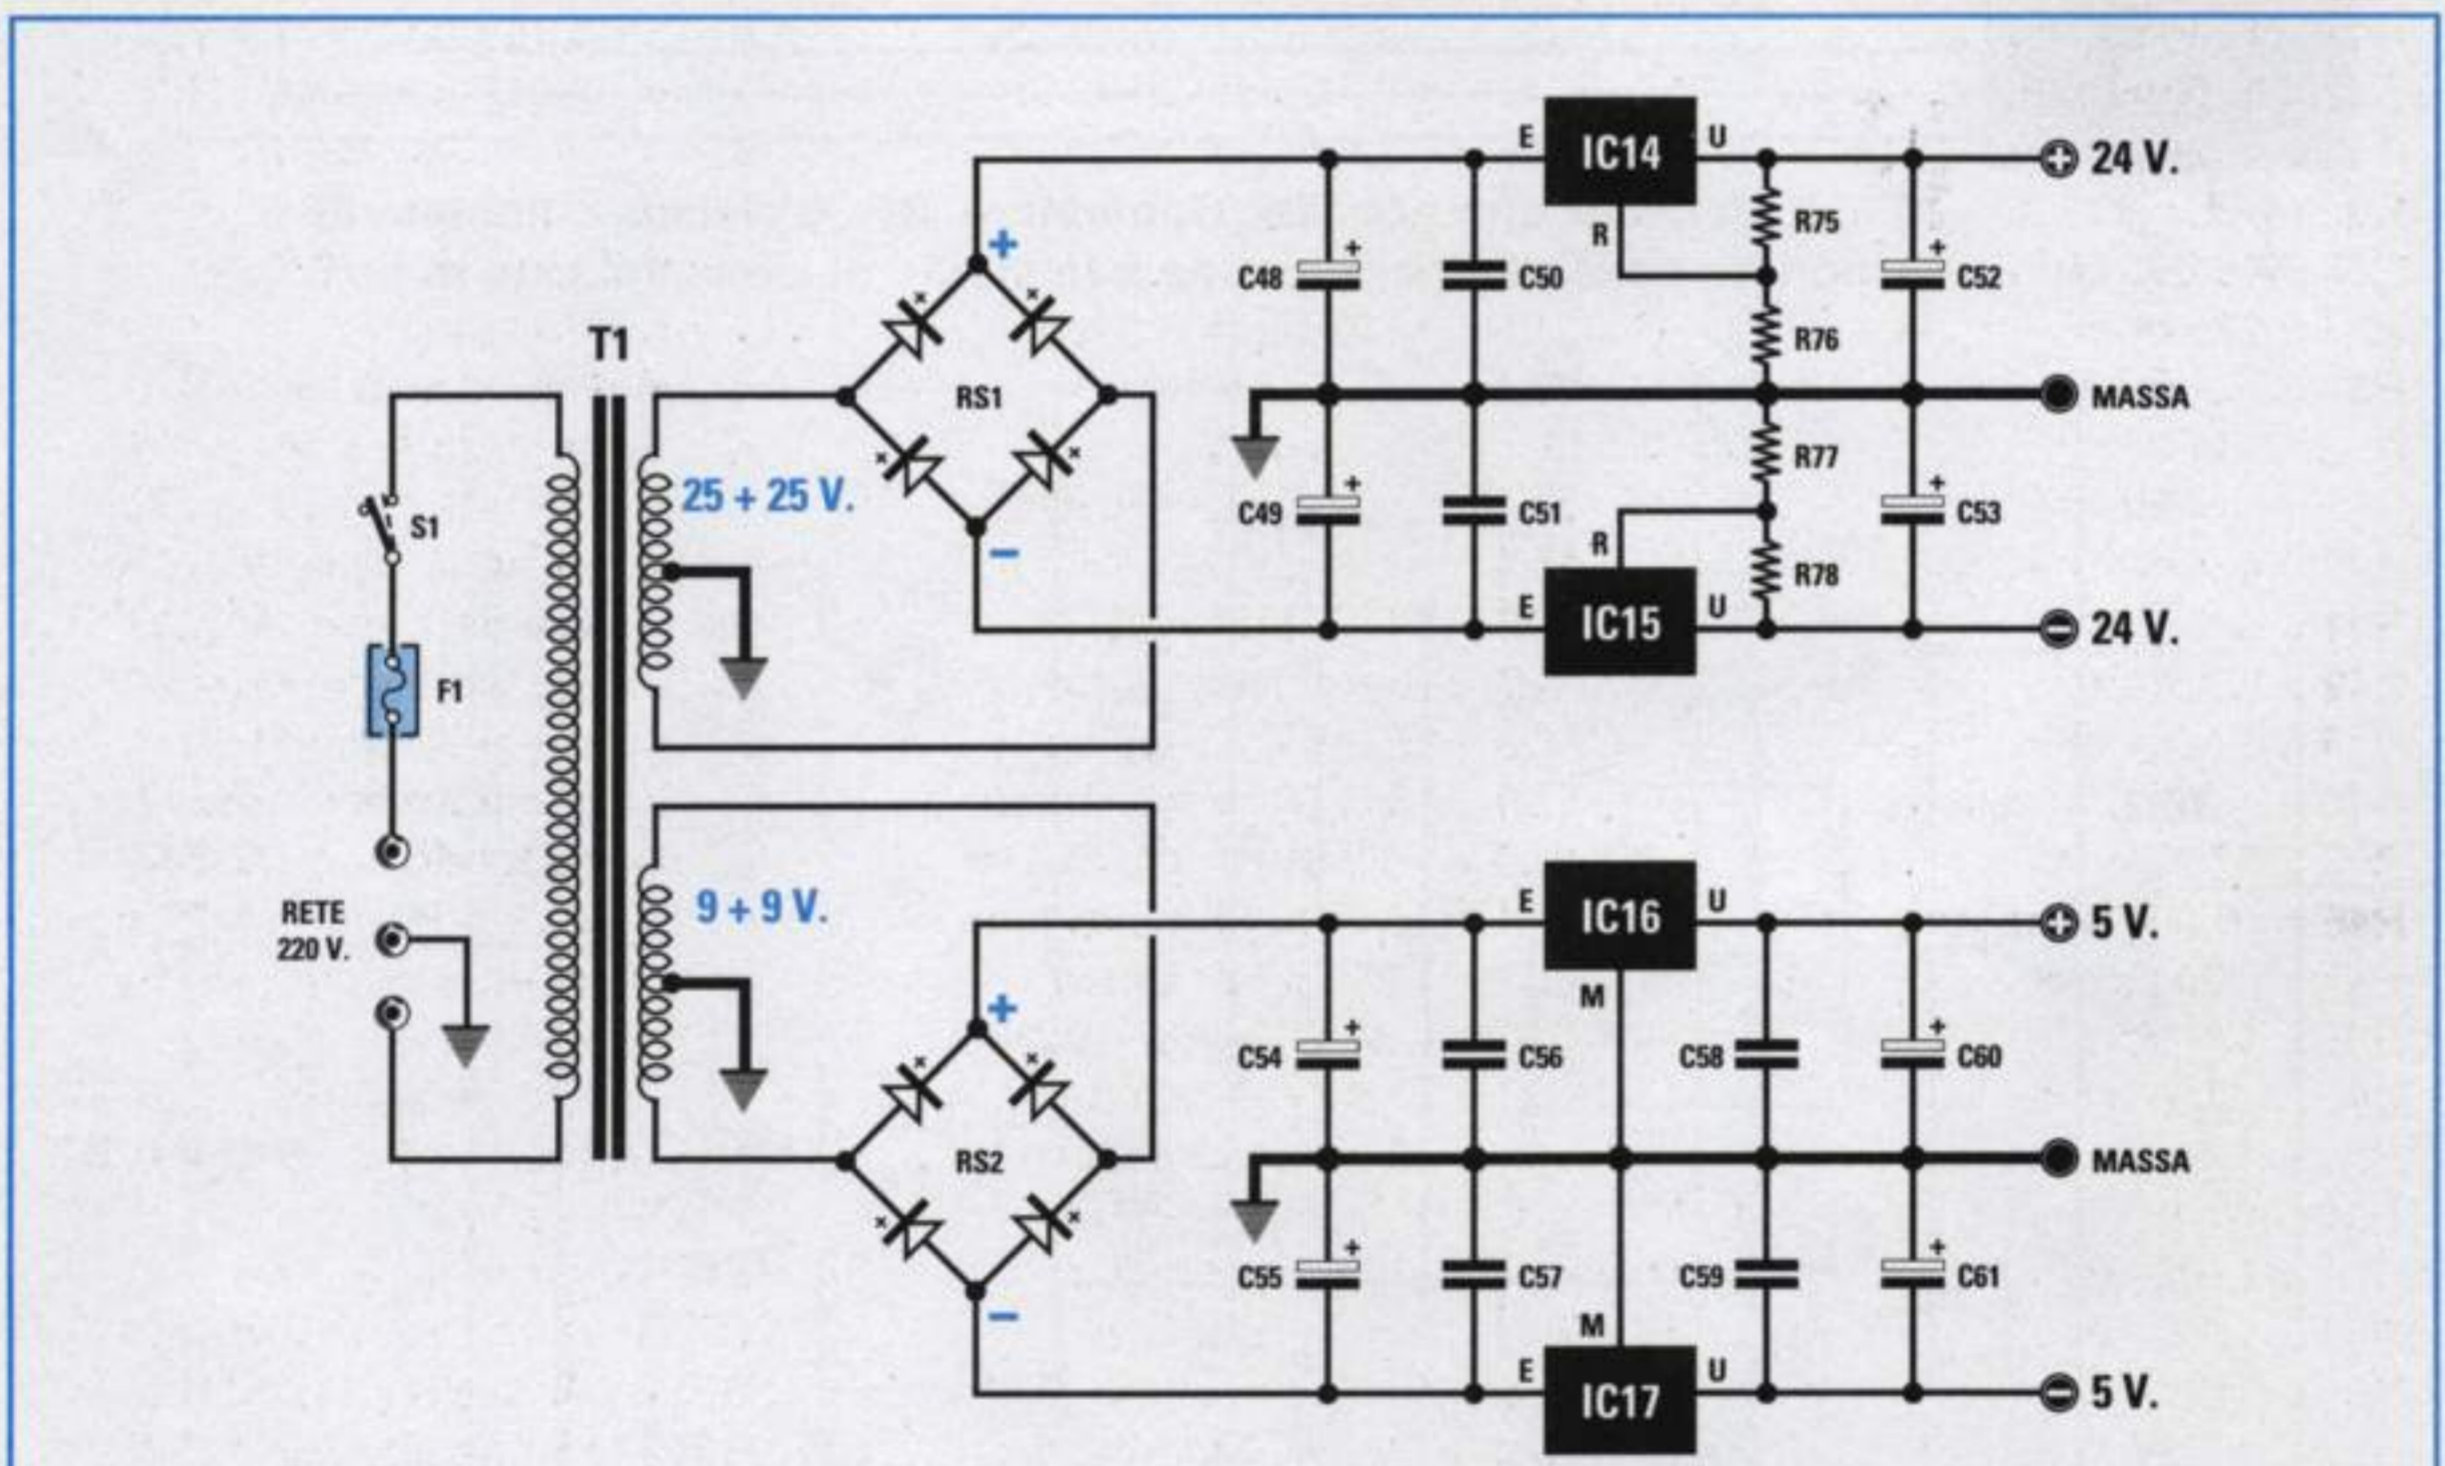 T1
S1
F1
RETE
220 V.
25 + 25 V.
9 + 9 V.
+
RS1
−
+
RS2
−
E
IC14
U
R
+
C48
C50
R75
R76
+
C52
+ 24 V.
MASSA
+
C49
C51
R77
R78
+
C53
R
E
IC15
U
− 24 V.
E
IC16
U
M
+
C54
C56
C58
+
C60
+ 5 V.
MASSA
+
C55
C57
C59
+
C61
M
E
IC17
U
− 5 V.